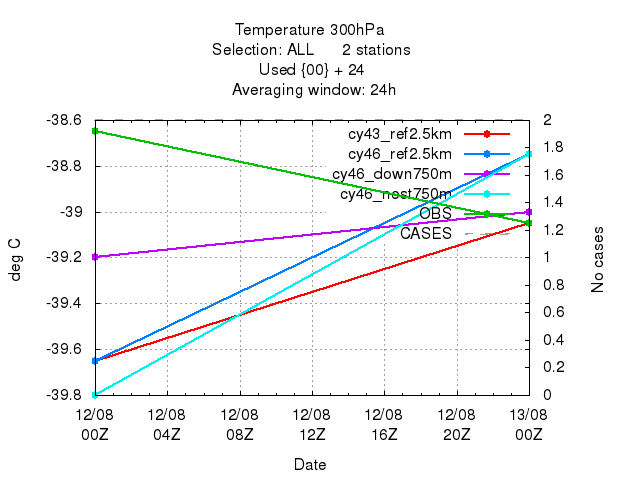 Temperature 300hPa
Selection: ALL 2 stations
Used {00} + 24
Averaging window: 24h
-38.6
-38.8
-39
-39.2
-39.4
-39.6
-39.8
deg C
2
1.8
1.6
1.4
1.2
1
0.8
0.6
0.4
0.2
0
No cases
cy43_ref2.5km
cy46_ref2.5km
cy46_down750m
cy46_nest750m
OBS
CASES
12/08 12/08 12/08 12/08 12/08 12/08 13/08
00Z 04Z 08Z 12Z 16Z 20Z 00Z
Date